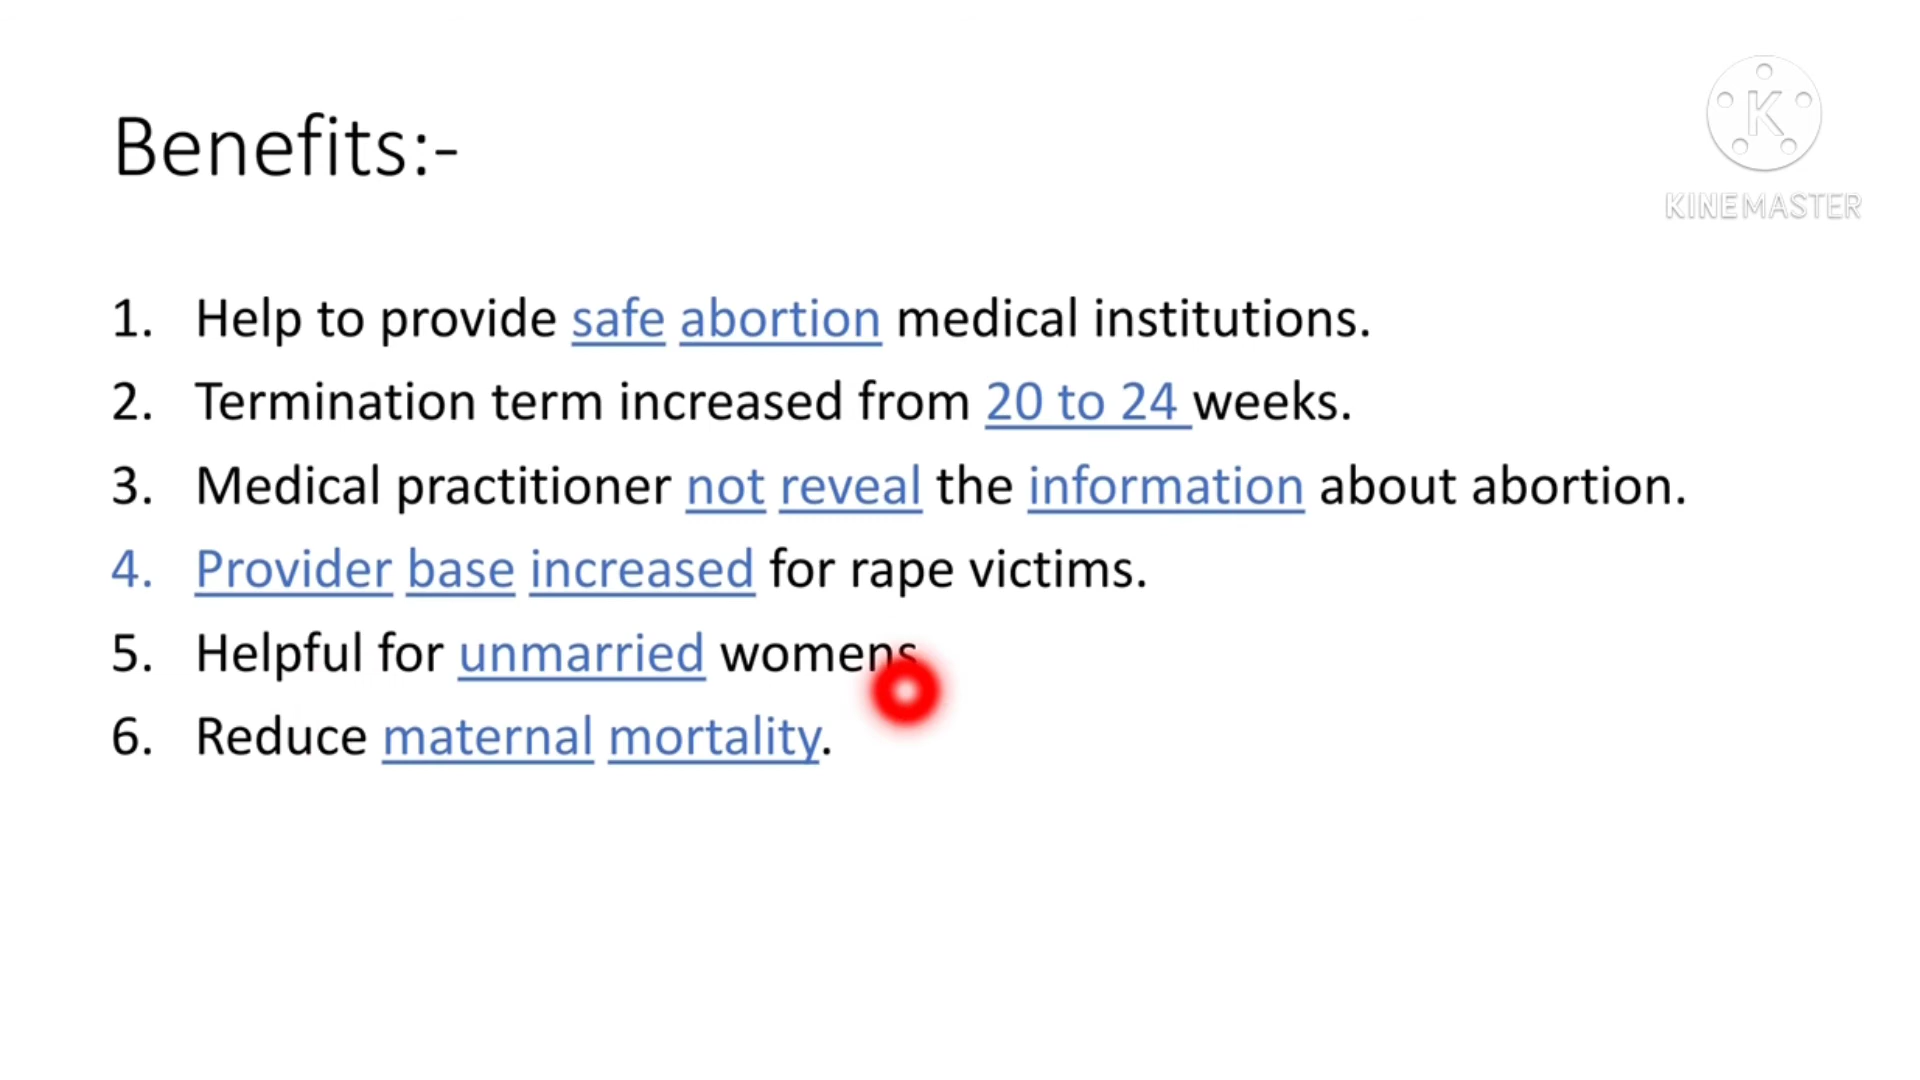 Benefits:-
K
KINEMASTER
1. Help to provide safe abortion medical institutions.
2. Termination term increased from 20 to 24 weeks.
3. Medical practitioner not reveal the information about abortion.
4. Provider base increased for rape victims.
5. Helpful for unmarried womens
6. Reduce maternal mortality.